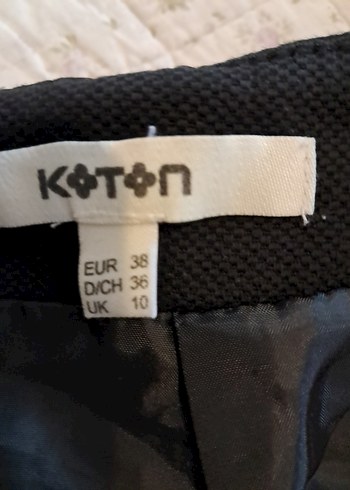 KOTON
EUR 38
D/CH 36
UK 10